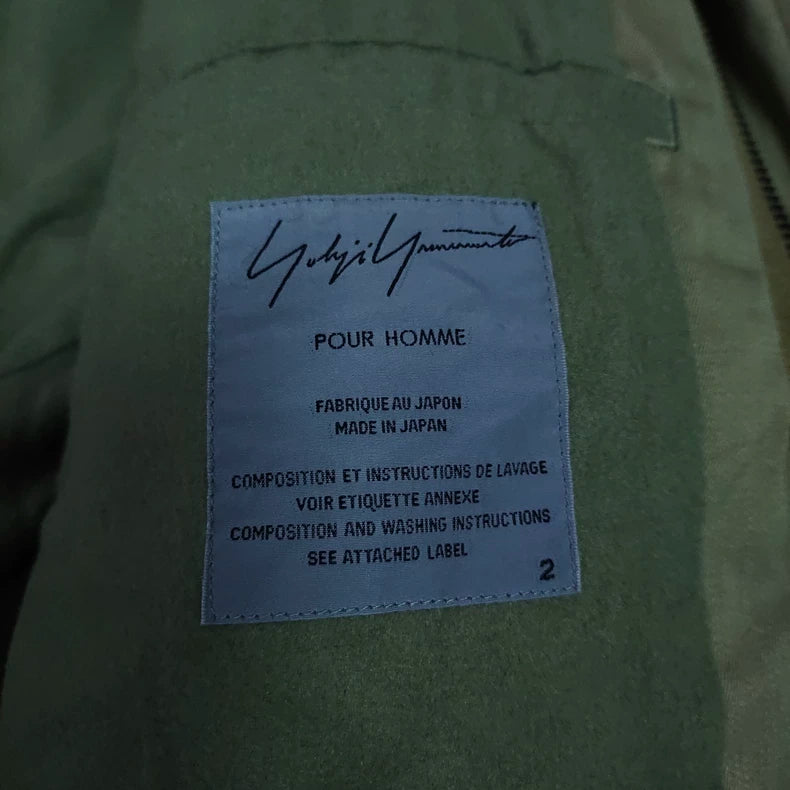 Yohji Yamamoto
POUR HOMME
FABRIQUE AU JAPON
MADE IN JAPAN
COMPOSITION ET INSTRUCTIONS DE LAVAGE
VOIR ETIQUETTE ANNEXE
COMPOSITION AND WASHING INSTRUCTIONS
SEE ATTACHED LABEL
2